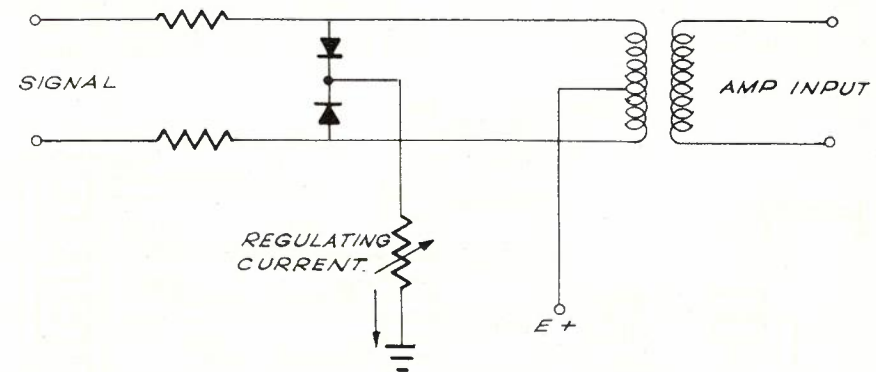 SIGNAL
AMP INPUT
REGULATING
CURRENT.
E +